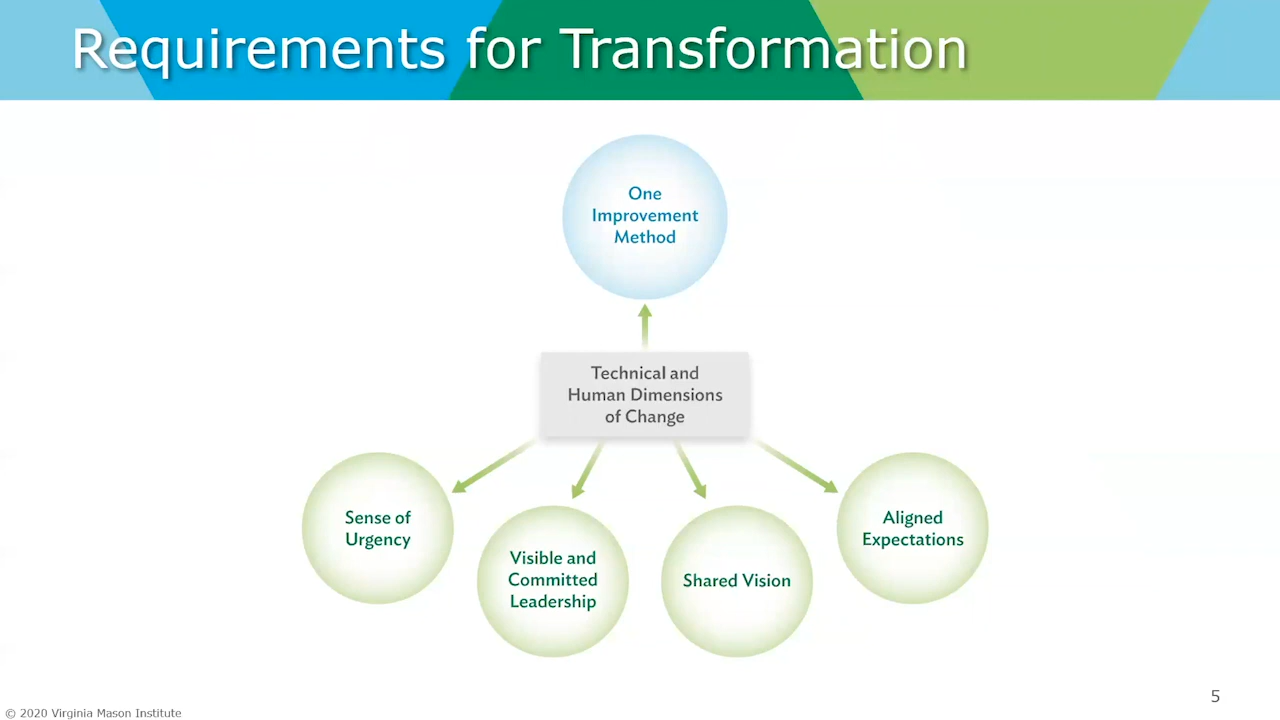 Requirements for Transformation
One
Improvement
Method
Technical and
Human Dimensions
of Change
Sense of
Urgency
Visible and
Committed
Leadership
Shared Vision
Aligned
Expectations
5
© 2020 Virginia Mason Institute